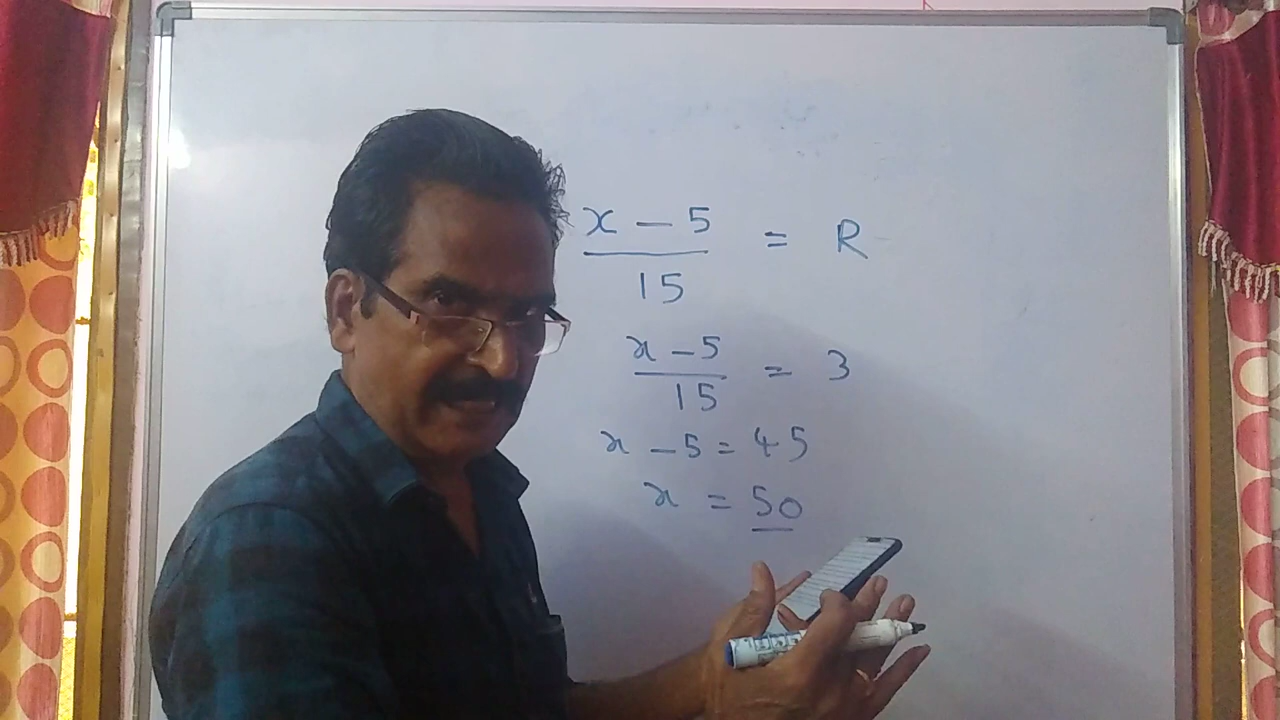 x - 5 / 15 = R
x - 5 / 15 = 3
x - 5 = 45
x = 50